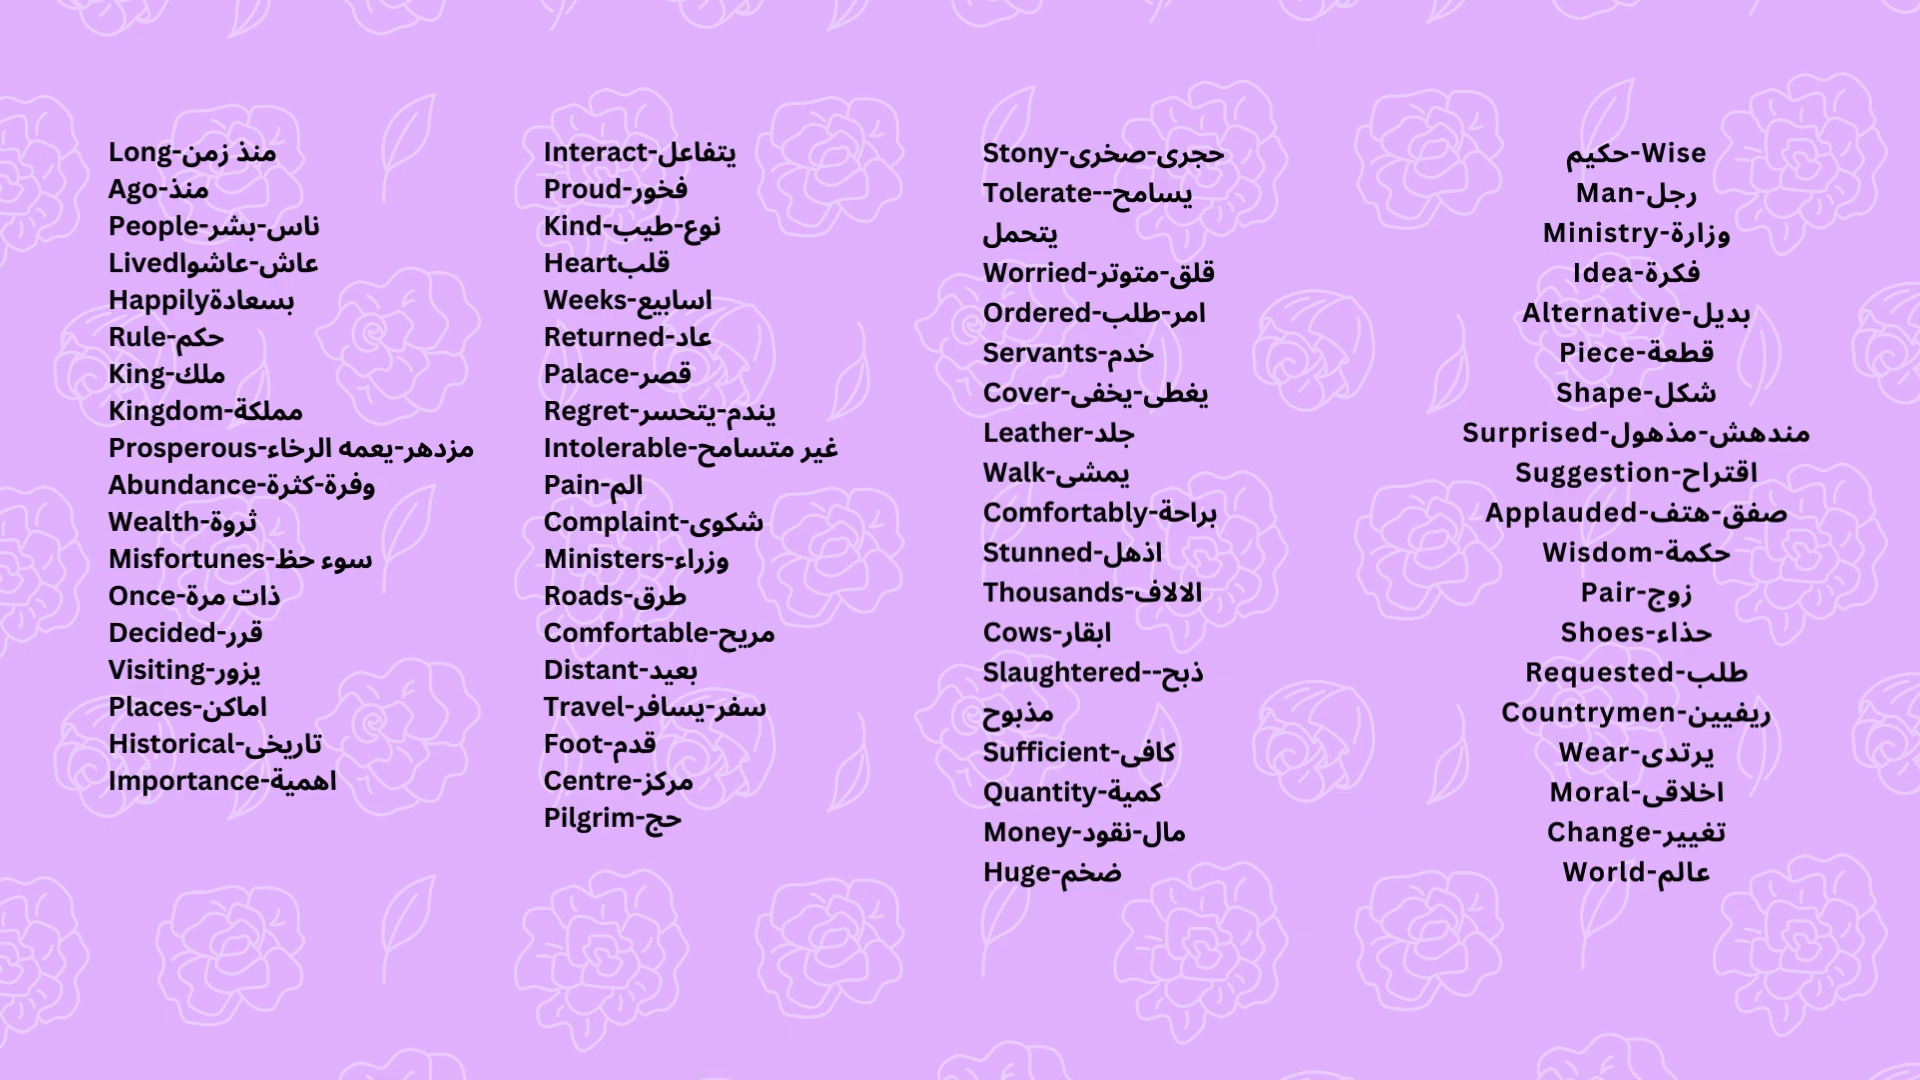 Long-منذ زمن
Ago-منذ
People-ناس-بشر
Livedعاش-عاشوا
Happilyبسعادة
Rule-حكم
King-ملك
Kingdom-مملكة
Prosperous-مزدهر-يعمه الرخاء
Abundance-وفرة-كثرة
Wealth-ثروة
Misfortunes-سوء حظ
Once-ذات مرة
Decided-قرر
Visiting-يزور
Places-اماكن
Historical-تاريخى
Importance-اهمية
Interact-يتفاعل
Proud-فخور
Kind-نوع-طيب
Heartقلب
Weeks-اسابيع
Returned-عاد
Palace-قصر
Regret-يندم-يتحسر
Intolerable-غير متسامح
Pain-الم
Complaint-شكوى
Ministers-وزراء
Roads-طرق
Comfortable-مريح
Distant-بعيد
Travel-سفر-يسافر
Foot-قدم
Centre-مركز
Pilgrim-حج
Stony-حجرى-صخرى
Tolerate--يسامح
يتحمل
Worried-قلق-متوتر
Ordered-امر-طلب
Servants-خدم
Cover-يغطى-يخفى
Leather-جلد
Walk-يمشى
Comfortably-براحة
Stunned-اذهل
Thousands-الالاف
Cows-ابقار
Slaughtered--ذبح
مذبوح
Sufficient-كافى
Quantity-كمية
Money-مال-نقود
Huge-ضخم
حكيم-Wise
Man-رجل
Ministry-وزارة
Idea-فكرة
Alternative-بديل
Piece-قطعة
Shape-شكل
Surprised-مندهش-مذهول
Suggestion-اقتراح
Applauded-صفق-هتف
Wisdom-حكمة
Pair-زوج
Shoes-حذاء
Requested-طلب
Countrymen-ريفيين
Wear-يرتدى
Moral-اخلاقى
Change-تغيير
World-عالم